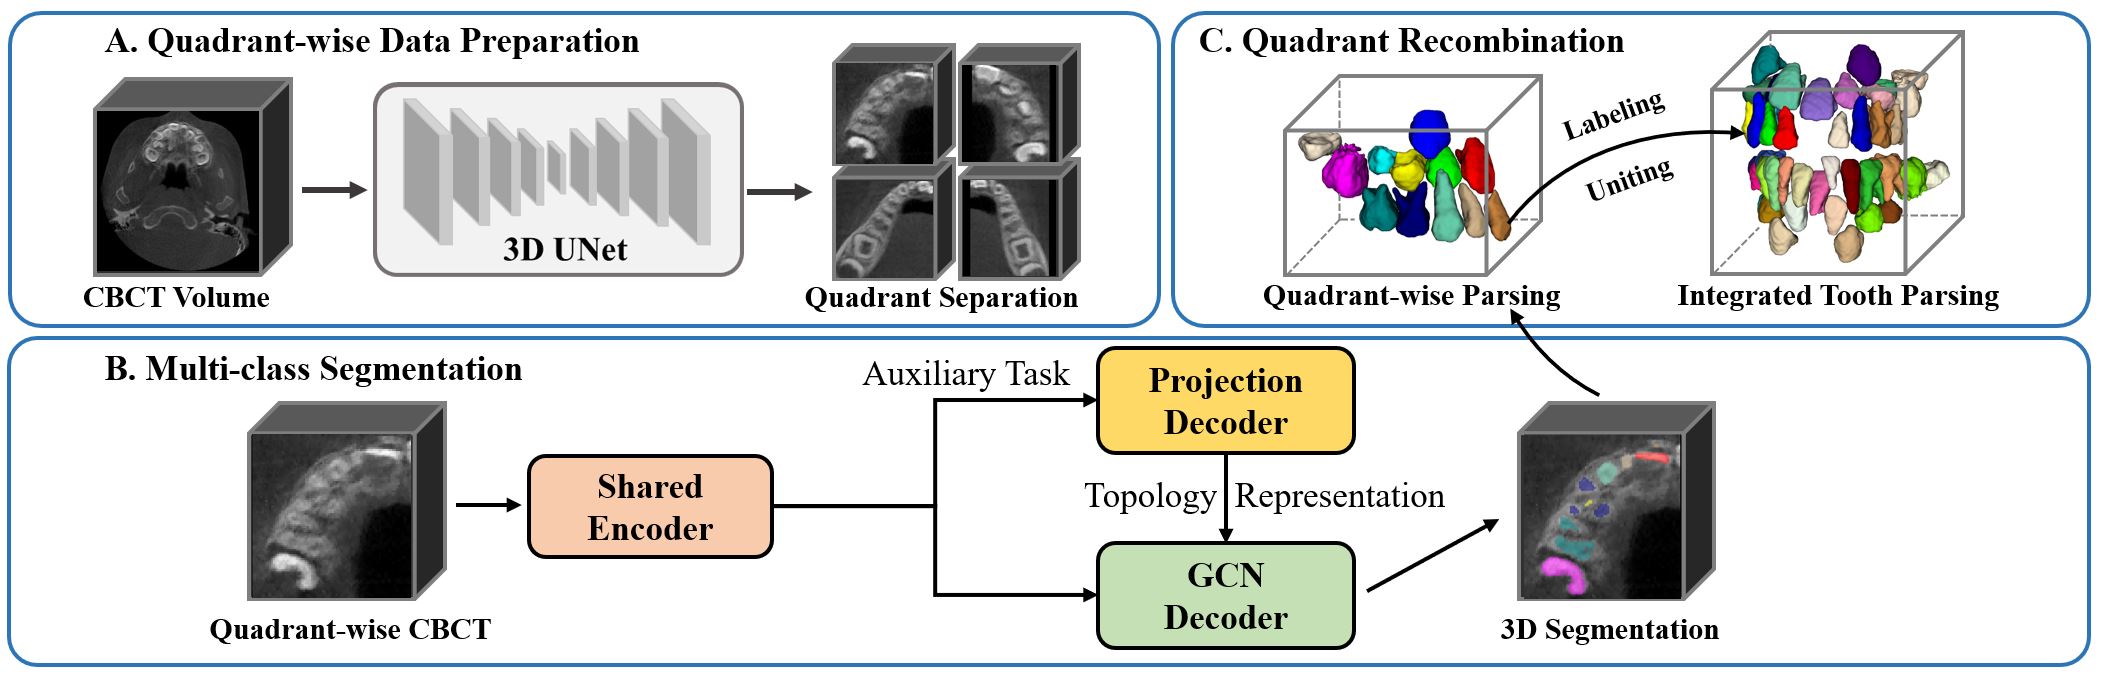 A. Quadrant-wise Data Preparation
3D UNet
CBCT Volume
Quadrant Separation
C. Quadrant Recombination
Labeling
Uniting
Quadrant-wise Parsing
Integrated Tooth Parsing
B. Multi-class Segmentation
Quadrant-wise CBCT
Shared
Encoder
Auxiliary Task
Projection
Decoder
Topology Representation
GCN
Decoder
3D Segmentation